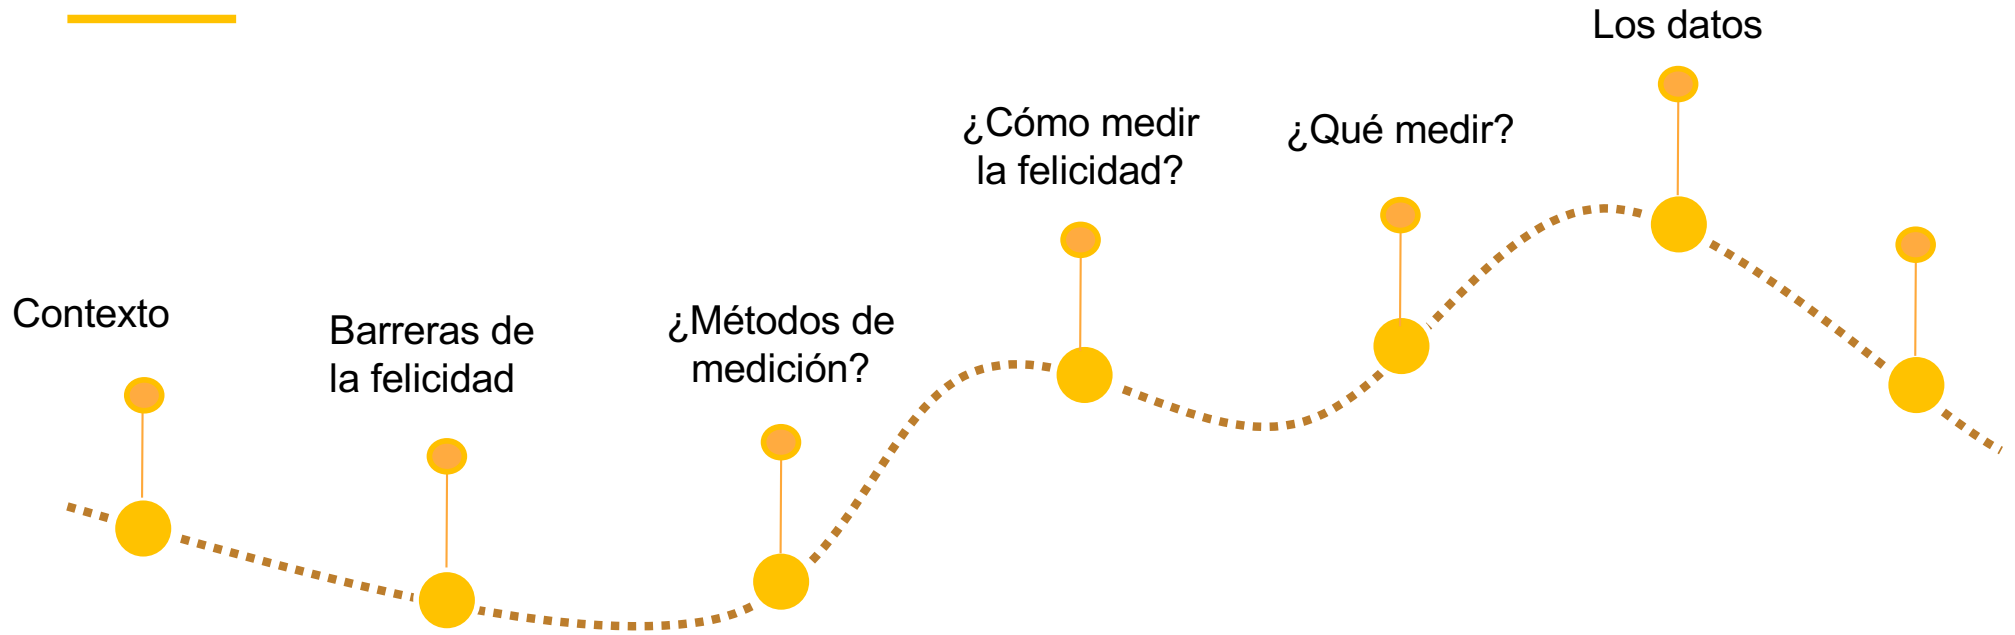 Contexto
Barreras de
la felicidad
¿Métodos de
medición?
¿Cómo medir
la felicidad?
¿Qué medir?
Los datos